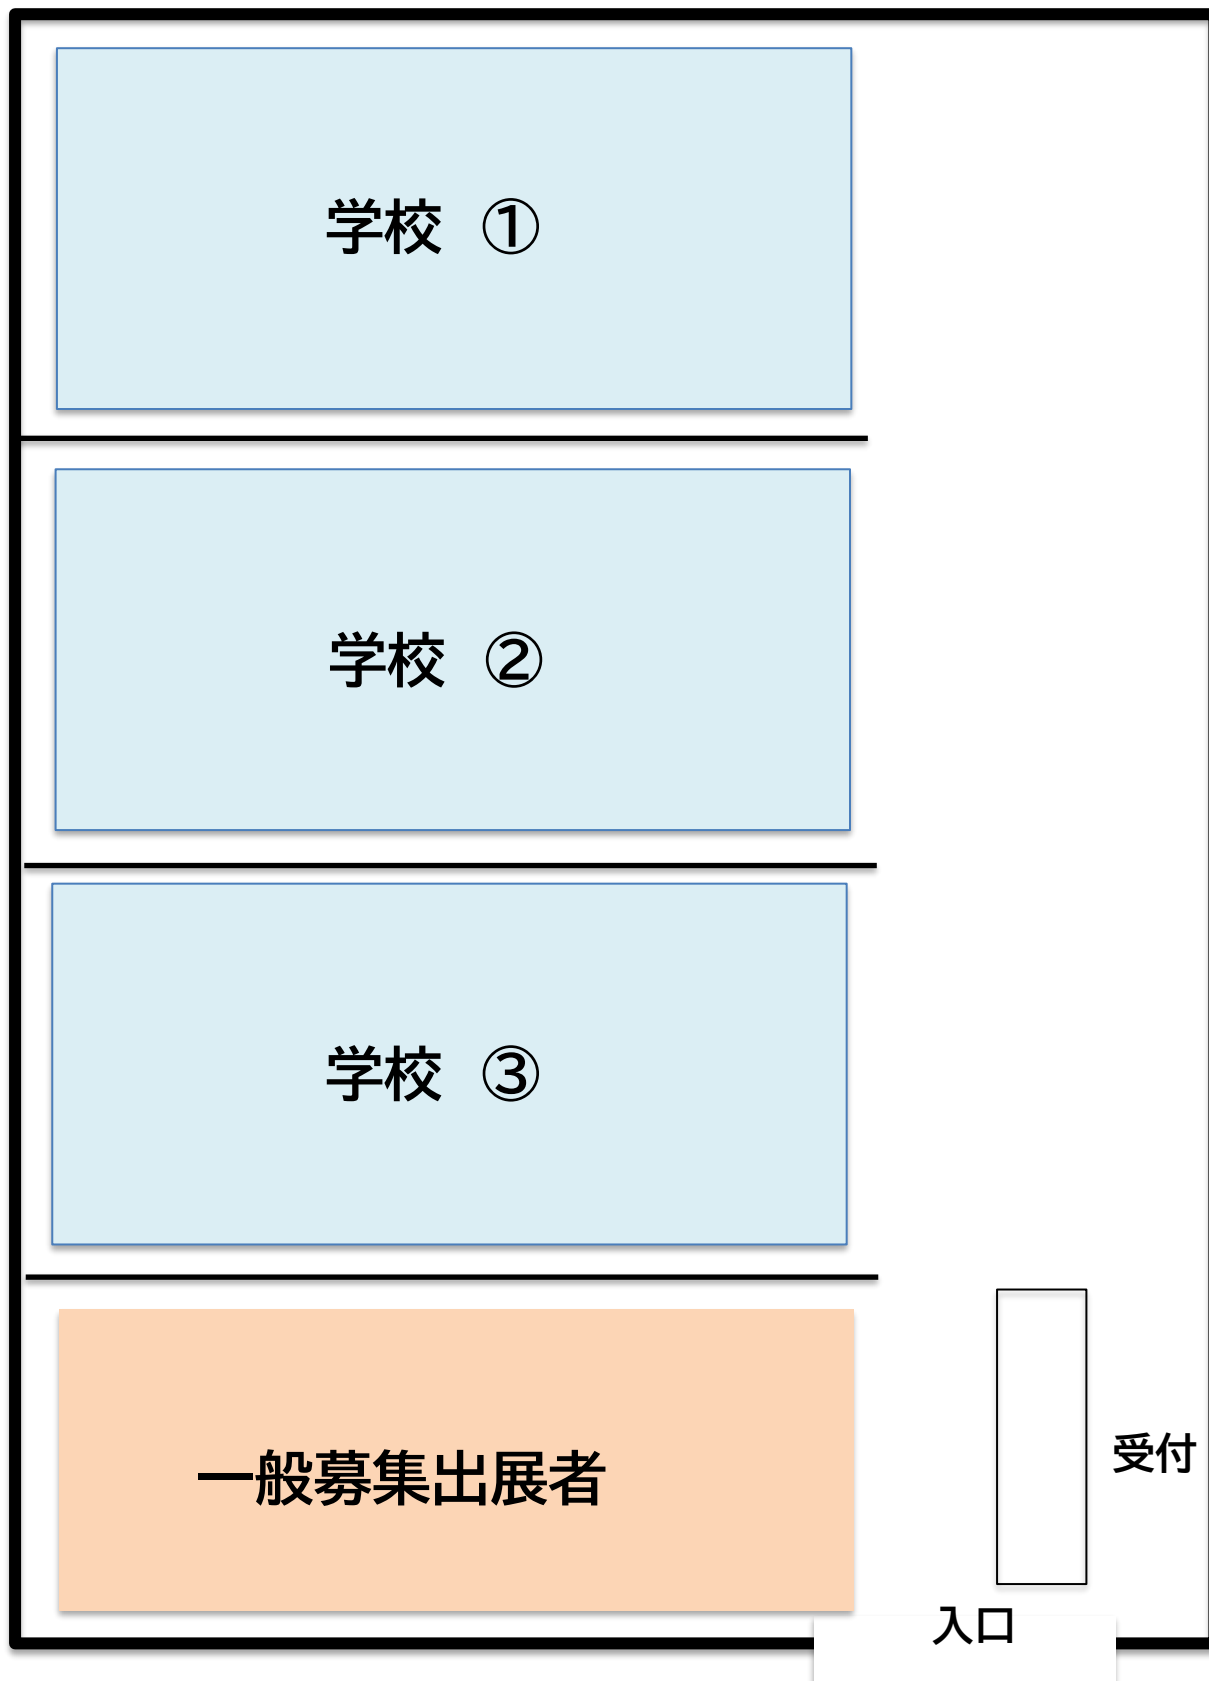 学校 ①
学校 ②
学校 ③
一般募集出展者
受付
入口